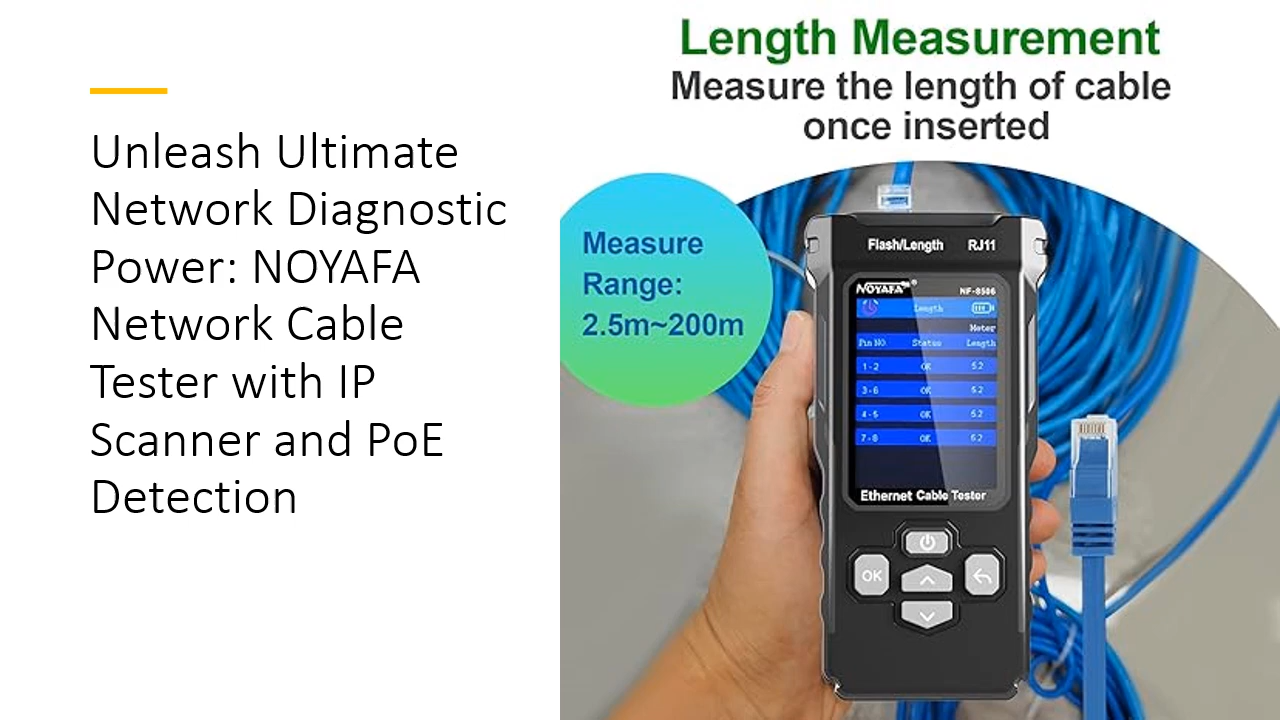 Unleash Ultimate
Network Diagnostic
Power: NOYAFA
Network Cable
Tester with IP
Scanner and PoE
Detection
Length Measurement
Measure the length of cable
once inserted
Measure
Range:
2.5m~200m
Flash/Length RJ11
NOYAFA® NF-8506
Length
Meter
Pin NO Status Length
1-2 OK 5.2
3-6 OK 5.2
4-5 OK 5.2
7-8 OK 5.2
Ethernet Cable Tester
OK